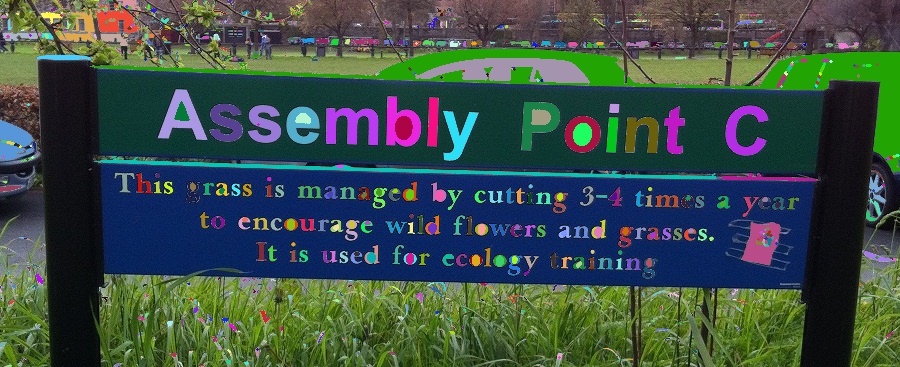 Assembly Point C
This grass is managed by cutting 3-4 times a year
to encourage wild flowers and grasses.
It is used for ecology training